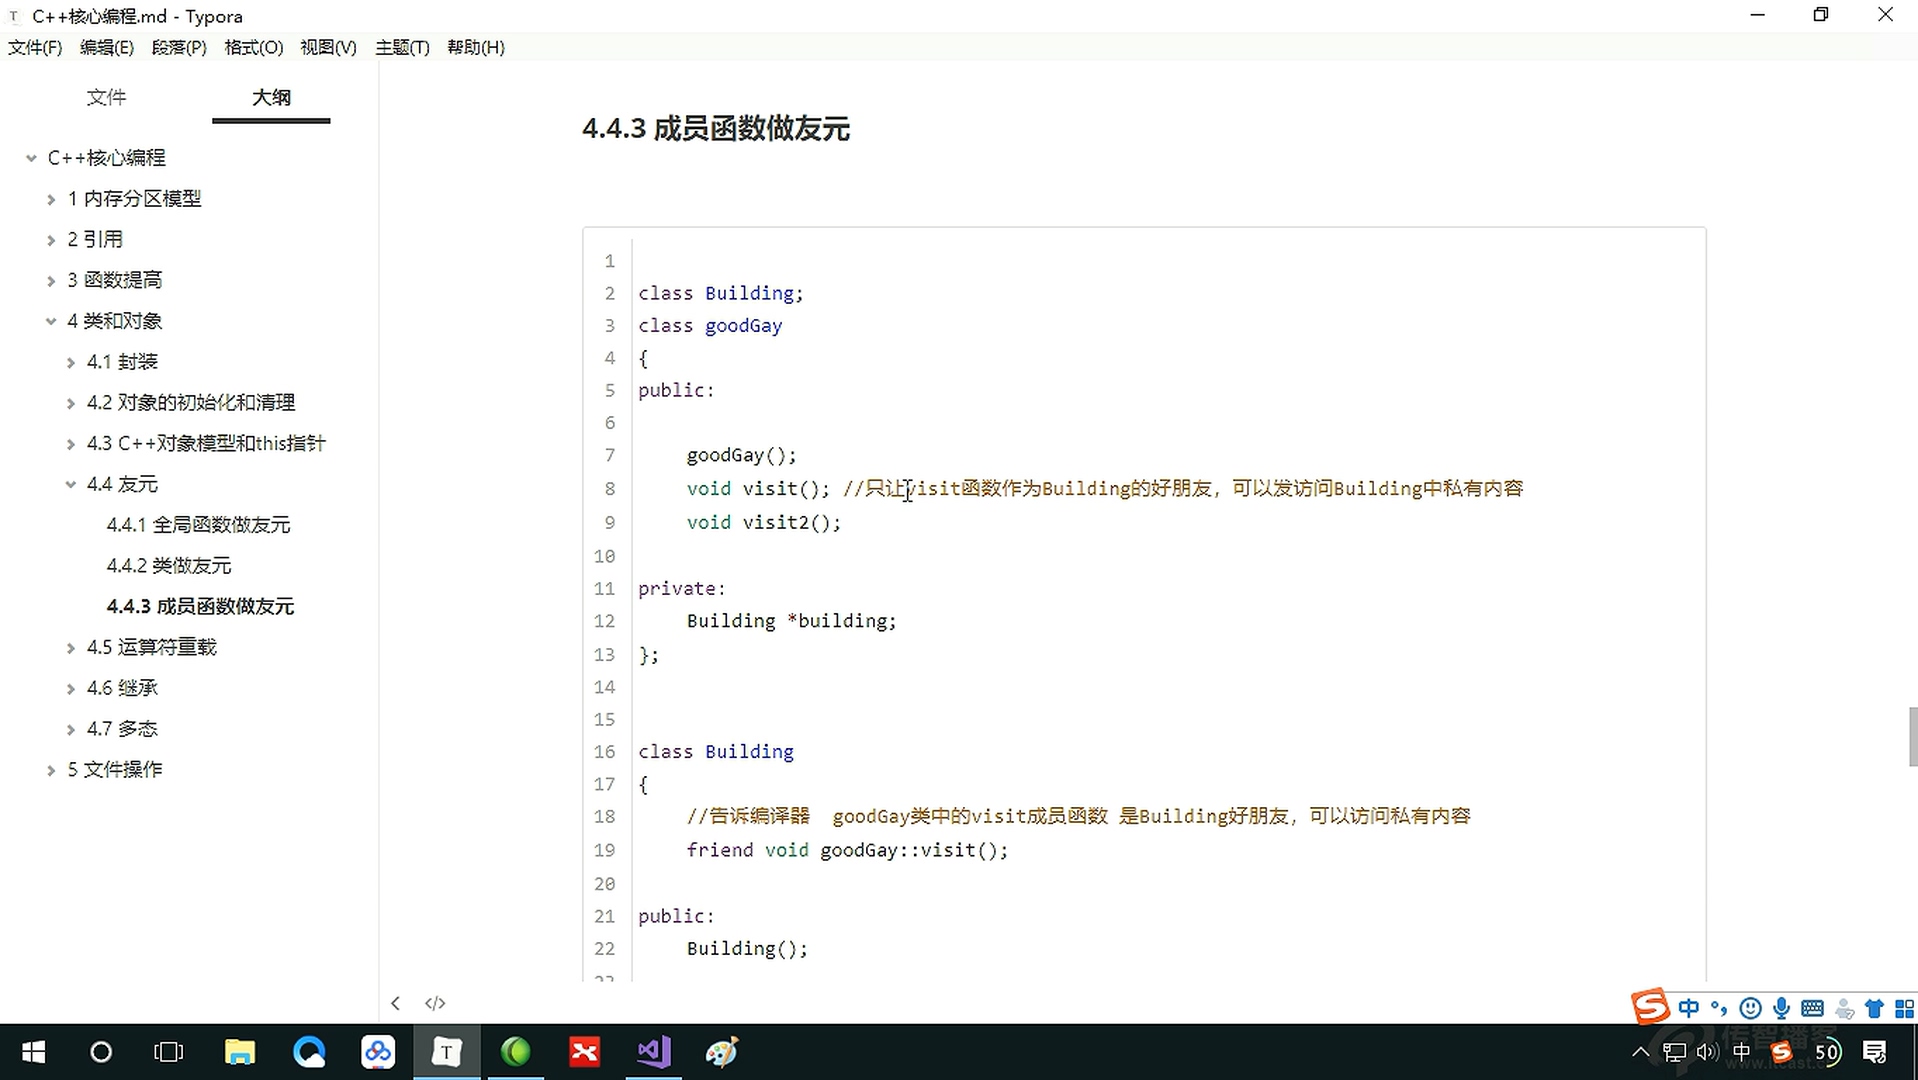 C++核心编程.md - Typora
文件(F) 编辑(E) 段落(P) 格式(O) 视图(V) 主题(T) 帮助(H)
文件 大纲
C++核心编程
1 内存分区模型
2 引用
3 函数提高
4 类和对象
4.1 封装
4.2 对象的初始化和清理
4.3 C++对象模型和this指针
4.4 友元
4.4.1 全局函数做友元
4.4.2 类做友元
4.4.3 成员函数做友元
4.5 运算符重载
4.6 继承
4.7 多态
5 文件操作
4.4.3 成员函数做友元
1
2 class Building;
3 class goodGay
4 {
5 public:
6
7 goodGay();
8 void visit(); //只让visit函数作为Building的好朋友，可以发访问Building中私有内容
9 void visit2();
10
11 private:
12 Building *building;
13 };
14
15
16 class Building
17 {
18 //告诉编译器 goodGay类中的visit成员函数 是Building好朋友，可以访问私有内容
19 friend void goodGay::visit();
20
21 public:
22 Building();
中
中 50
传智播客